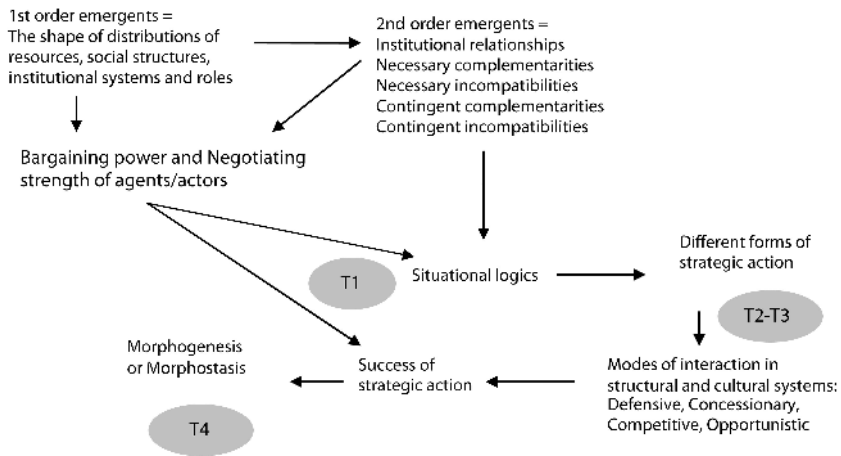 1st order emergents =
The shape of distributions of
resources, social structures,
institutional systems and roles
2nd order emergents =
Institutional relationships
Necessary complementarities
Necessary incompatibilities
Contingent complementarities
Contingent incompatibilities
Bargaining power and Negotiating
strength of agents/actors
T1
Situational logics
Different forms of
strategic action
T2-T3
Modes of interaction in
structural and cultural systems:
Defensive, Concessionary,
Competitive, Opportunistic
Success of
strategic action
Morphogenesis
or Morphostasis
T4